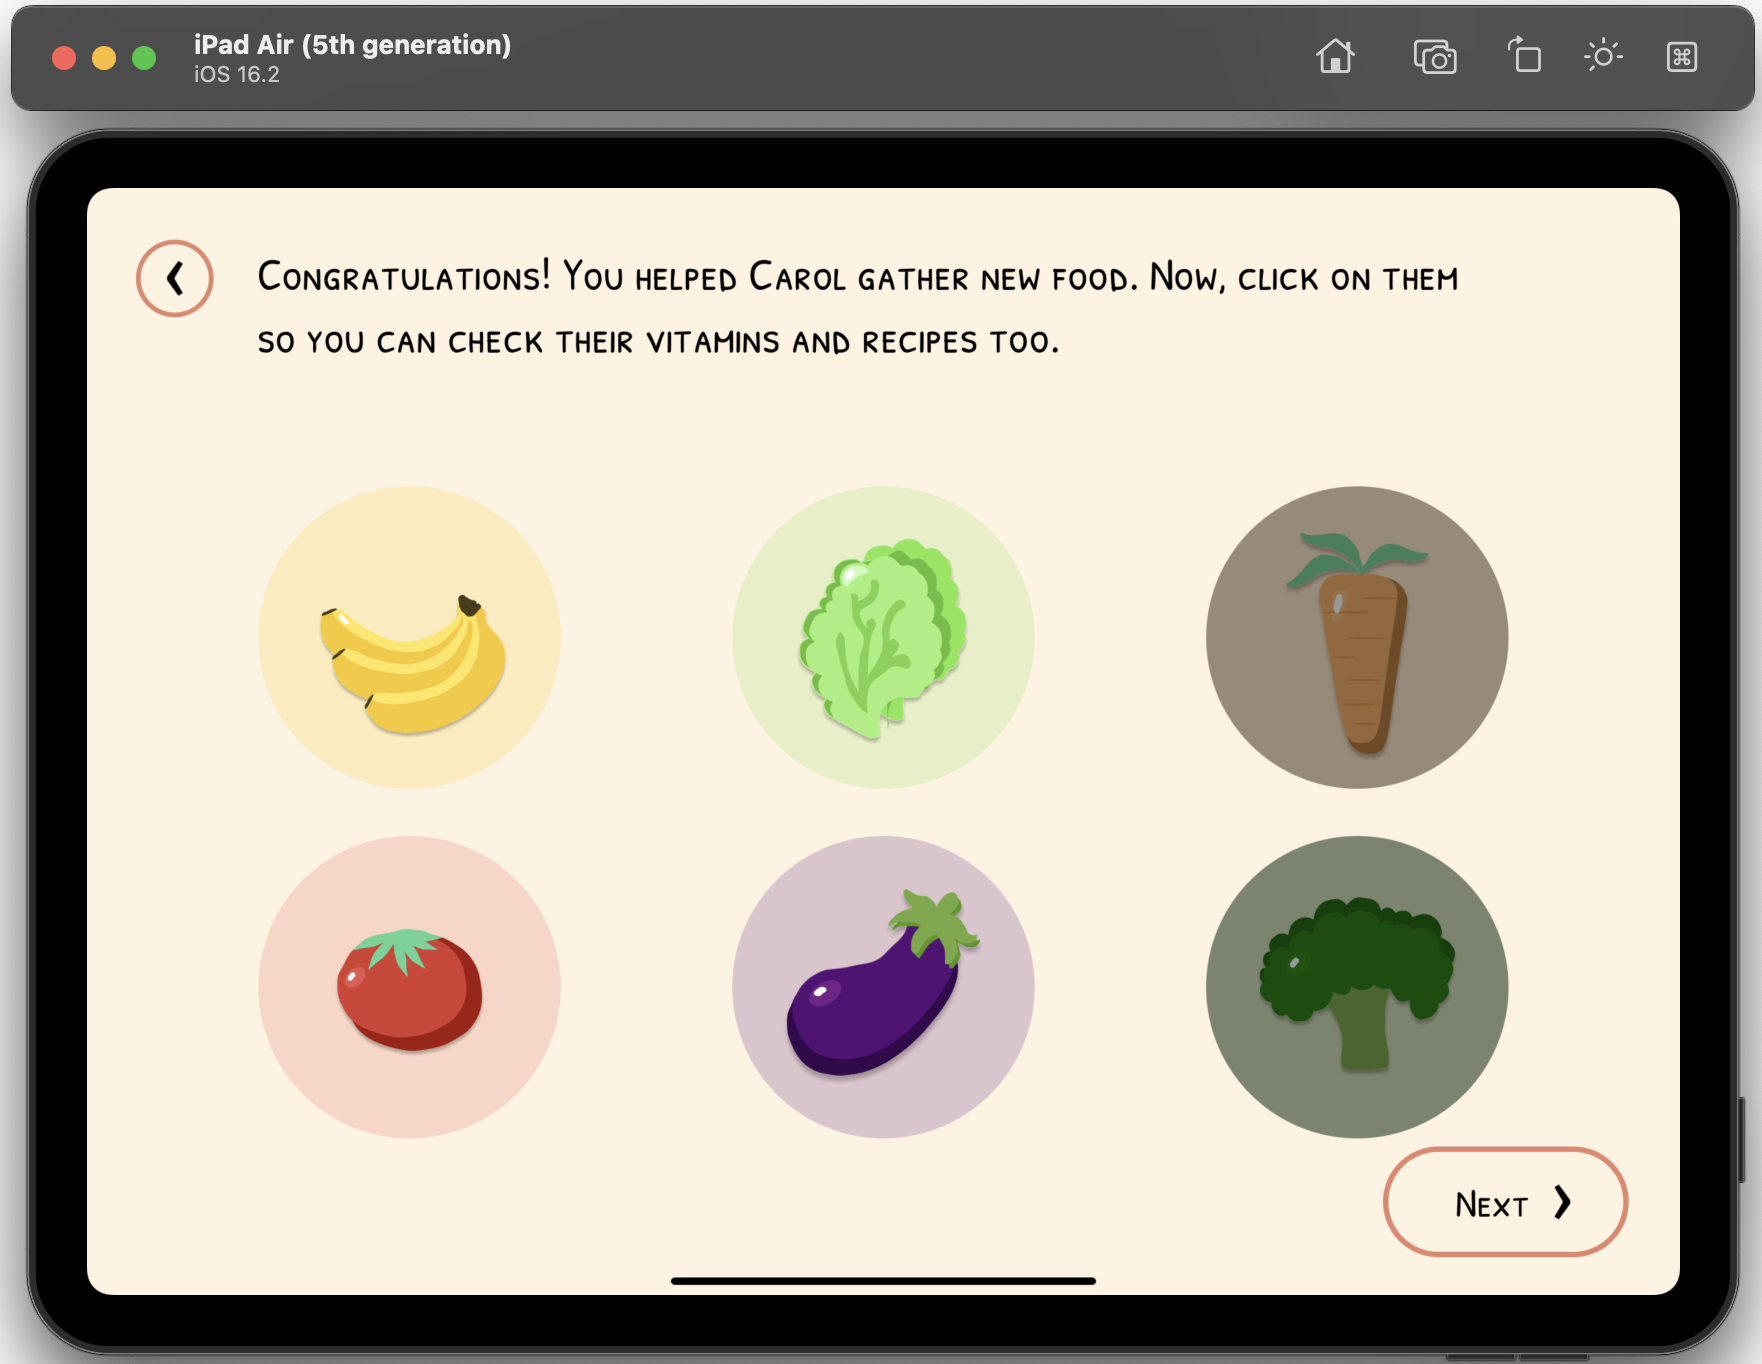 iPad Air (5th generation)
iOS 16.2
Congratulations! You helped Carol gather new food. Now, click on them
so you can check their vitamins and recipes too.
Next